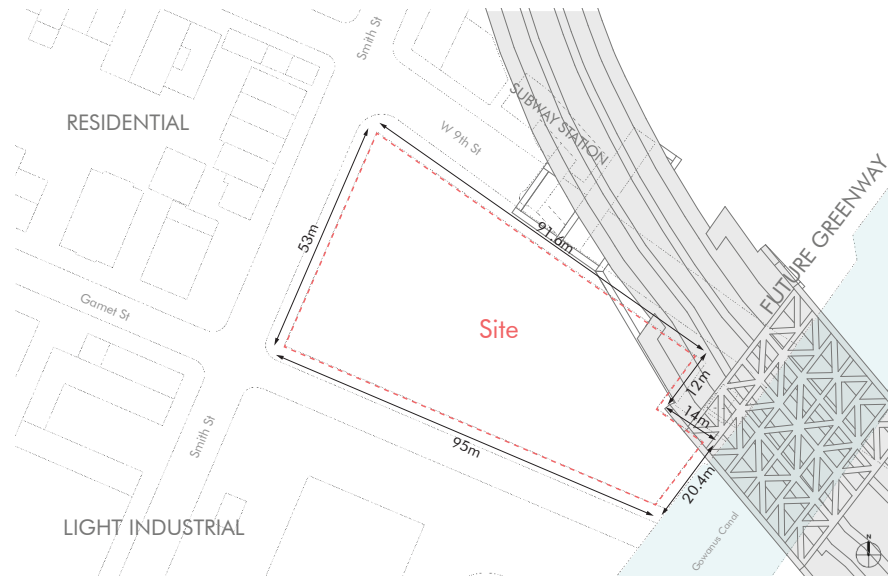 Smith St
RESIDENTIAL
W 9th St
SUBWAY STATION
FUTURE GREENWAY
53m
91.6m
Garnet St
Site
12m
14m
95m
20.4m
Smith St
LIGHT INDUSTRIAL
Gowanus Canal
N